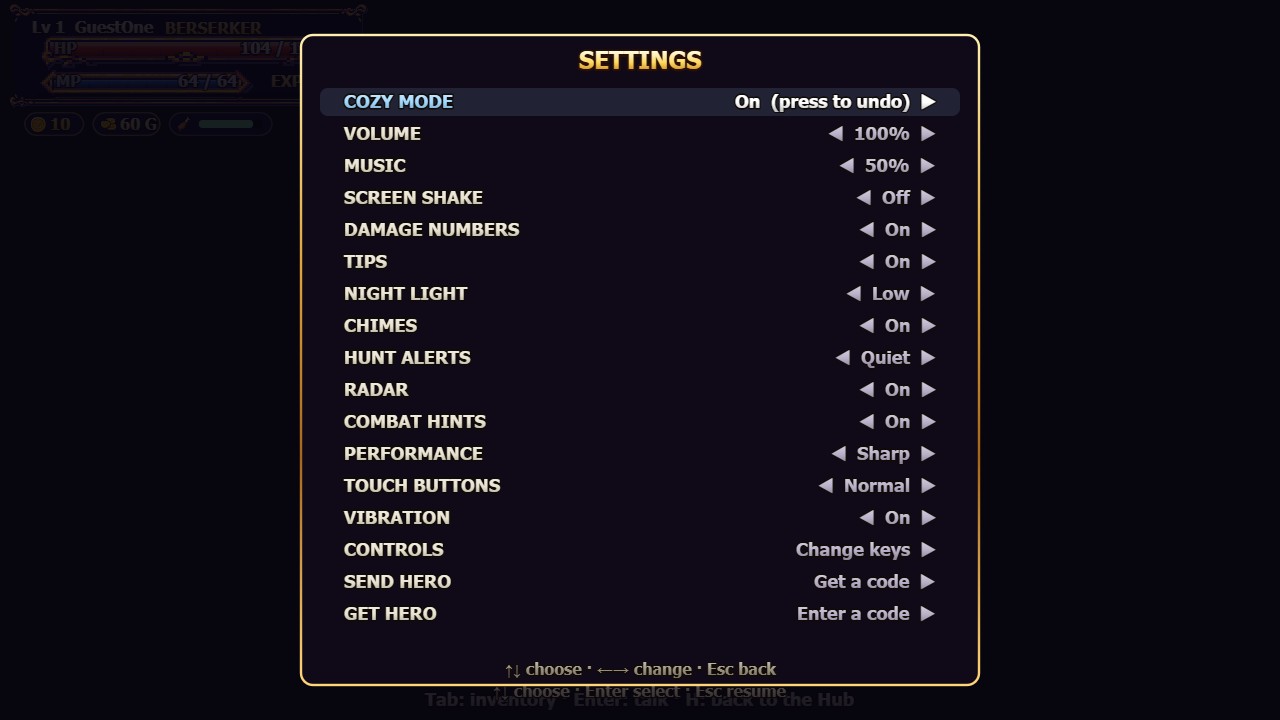 Lv 1 GuestOne BERSERKER
HP 104 / 1
MP 64 / 64 EXP
10 60 G
SETTINGS
COZY MODE On (press to undo) ▶
VOLUME ◀ 100% ▶
MUSIC ◀ 50% ▶
SCREEN SHAKE ◀ Off ▶
DAMAGE NUMBERS ◀ On ▶
TIPS ◀ On ▶
NIGHT LIGHT ◀ Low ▶
CHIMES ◀ On ▶
HUNT ALERTS ◀ Quiet ▶
RADAR ◀ On ▶
COMBAT HINTS ◀ On ▶
PERFORMANCE ◀ Sharp ▶
TOUCH BUTTONS ◀ Normal ▶
VIBRATION ◀ On ▶
CONTROLS Change keys ▶
SEND HERO Get a code ▶
GET HERO Enter a code ▶
↑↓ choose · ←→ change · Esc back
↑↓ choose · Enter select · Esc resume
Tab: inventory · Enter: talk · H: back to the Hub